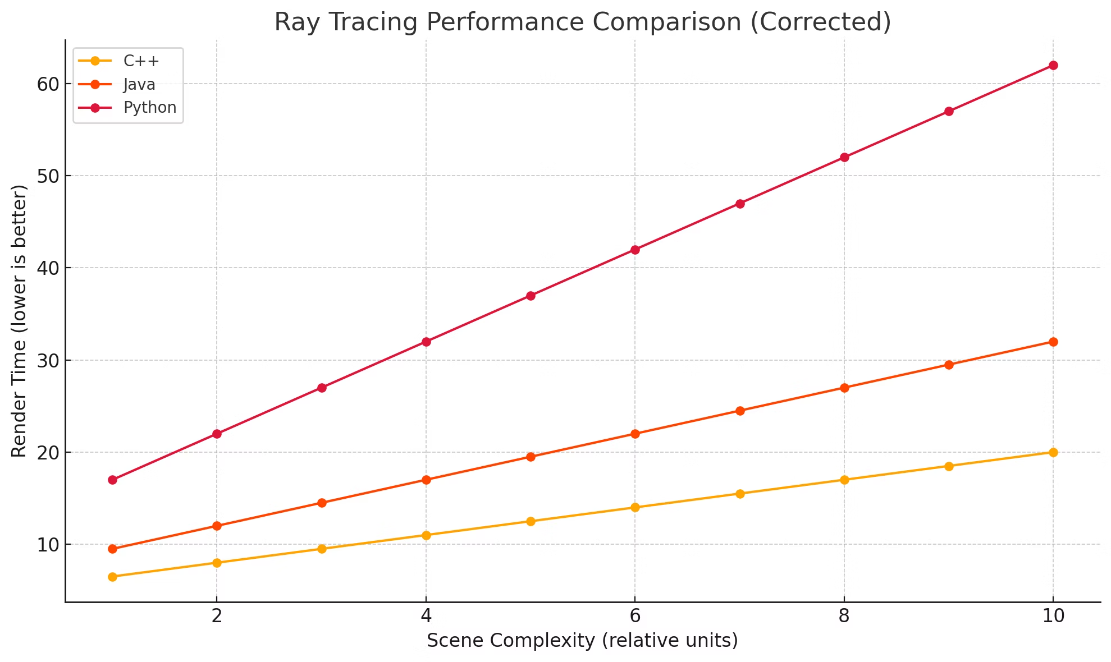 Ray Tracing Performance Comparison (Corrected)
C++
Java
Python
Render Time (lower is better)
60
50
40
30
20
10
2 4 6 8 10
Scene Complexity (relative units)